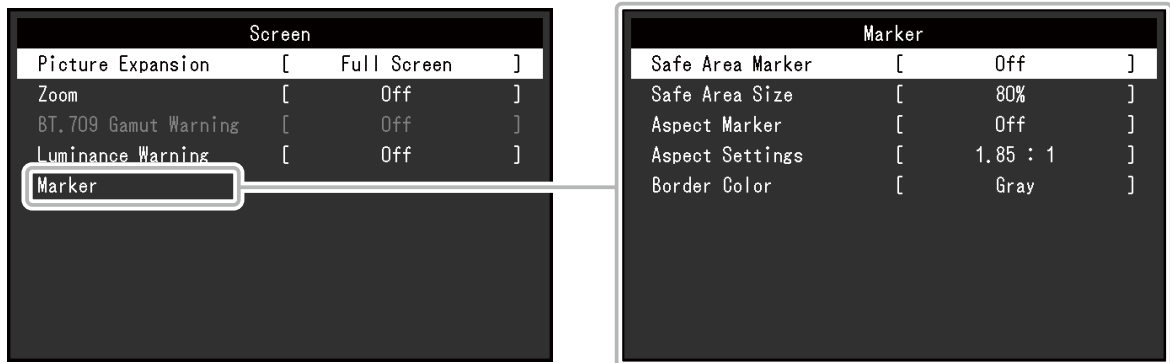 Screen
Picture Expansion [ Full Screen ]
Zoom [ Off ]
BT.709 Gamut Warning [ Off ]
Luminance Warning [ Off ]
Marker
Marker
Safe Area Marker [ Off ]
Safe Area Size [ 80% ]
Aspect Marker [ Off ]
Aspect Settings [ 1.85 : 1 ]
Border Color [ Gray ]